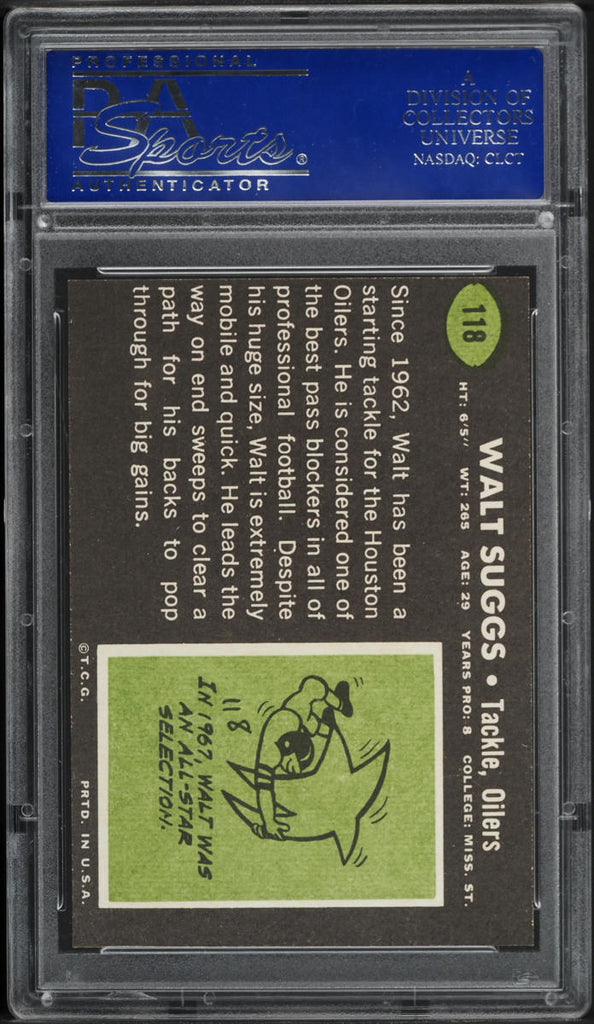 PROFESSIONAL
PSA
Sports®
AUTHENTICATOR
A
DIVISION OF
COLLECTORS
UNIVERSE
NASDAQ: CLCT
118
WALT SUGGS • Tackle, Oilers
HT: 6'5" WT: 265 AGE: 29 YEARS PRO: 8 COLLEGE: MISS. ST.
Since 1962, Walt has been a
starting tackle for the Houston
Oilers. He is considered one of
the best pass blockers in all of
professional football. Despite
his huge size, Walt is extremely
mobile and quick. He leads the
way on end sweeps to clear a
path for his backs to pop
through for big gains.
118
IN 1967, WALT WAS
AN ALL-STAR
SELECTION.
©T.C.G. PRTD. IN U.S.A.